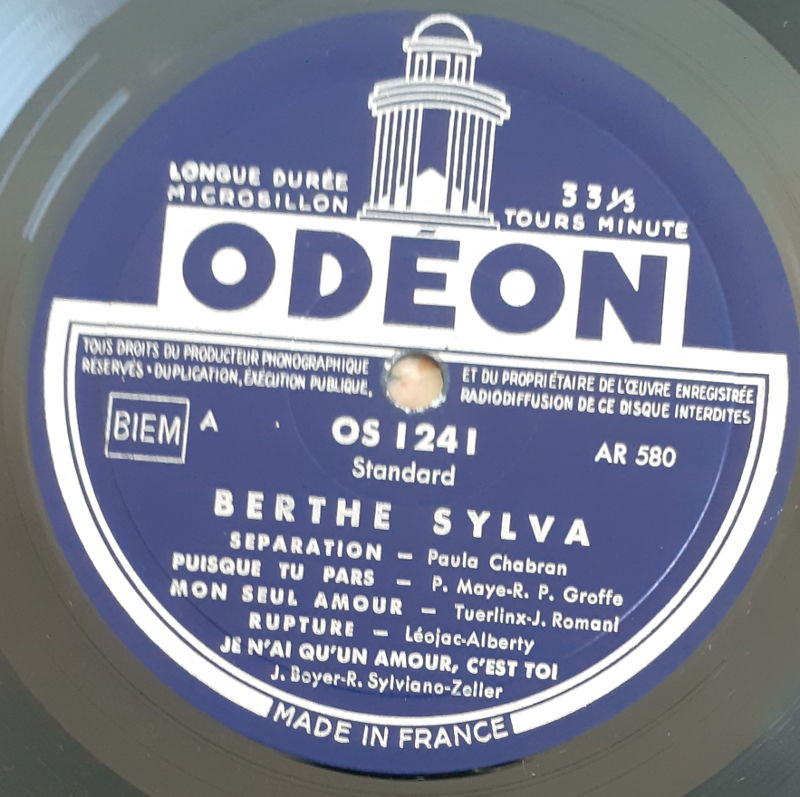 LONGUE DURÉE
MICROSILLON
33 1/3
TOURS MINUTE
ODÉON
TOUS DROITS DU PRODUCTEUR PHONOGRAPHIQUE ET DU PROPRIÉTAIRE DE L'ŒUVRE ENREGISTRÉE
RÉSERVÉS • DUPLICATION, EXÉCUTION PUBLIQUE, RADIODIFFUSION DE CE DISQUE INTERDITES
BIEM A OS 1241 AR 580
Standard
BERTHE SYLVA
SEPARATION — Paula Chabran
PUISQUE TU PARS — P. Maye-R. P. Groffe
MON SEUL AMOUR — Tuerlinx-J. Romani
RUPTURE — Léojac-Alberty
JE N'AI QU'UN AMOUR, C'EST TOI
J. Boyer-R. Sylviano-Zeller
MADE IN FRANCE